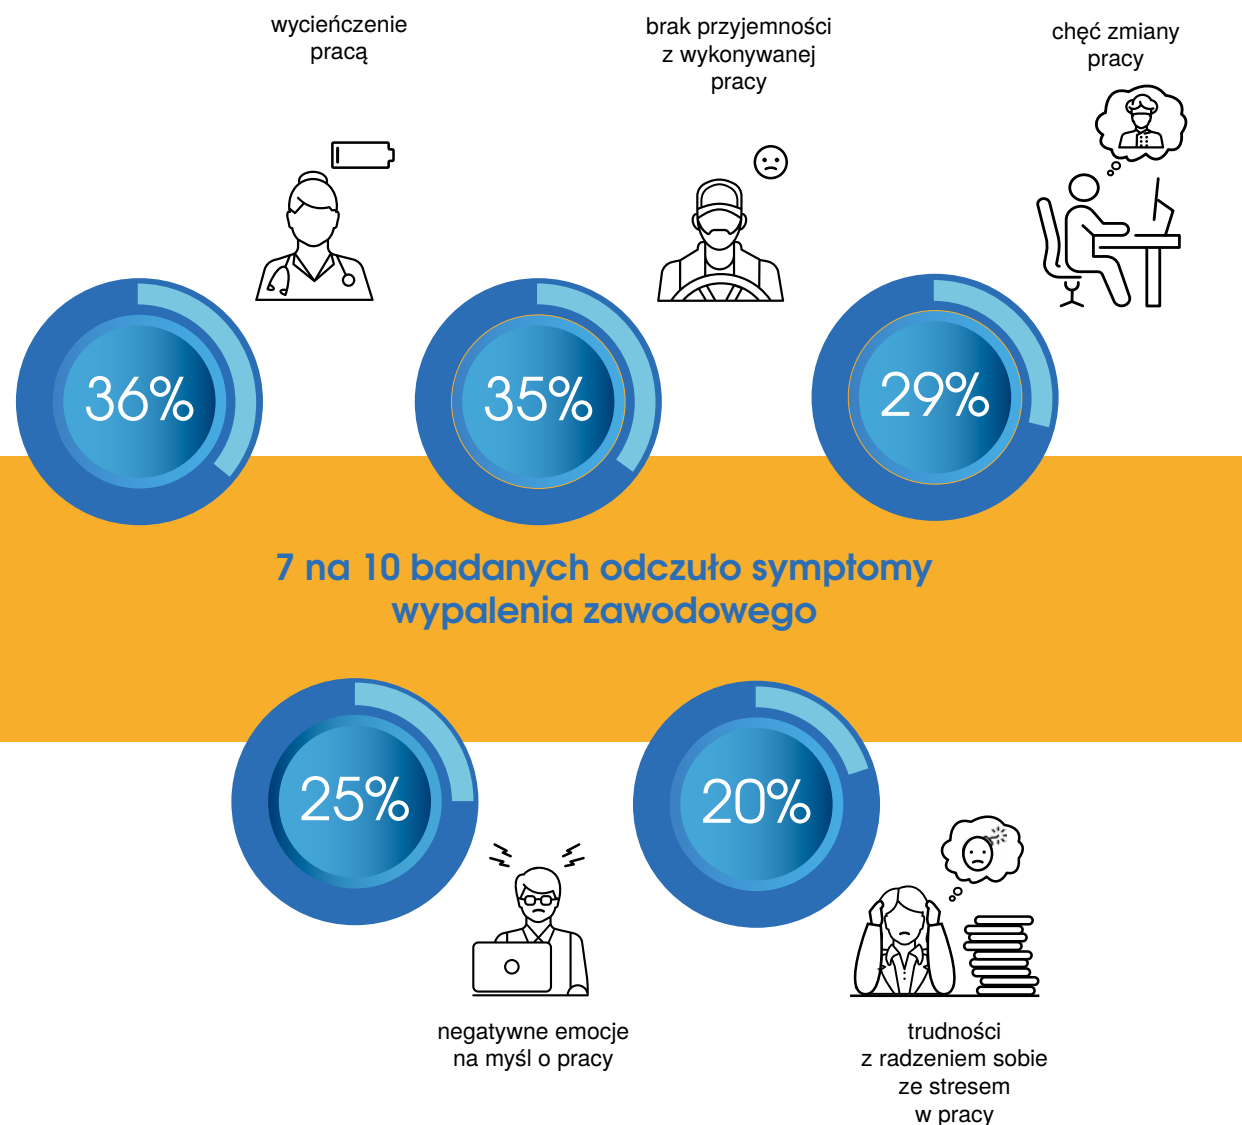 wycieńczenie
pracą
brak przyjemności
z wykonywanej
pracy
chęć zmiany
pracy
36%
35%
29%
7 na 10 badanych odczuło symptomy
wypalenia zawodowego
25%
20%
negatywne emocje
na myśl o pracy
trudności
z radzeniem sobie
ze stresem
w pracy